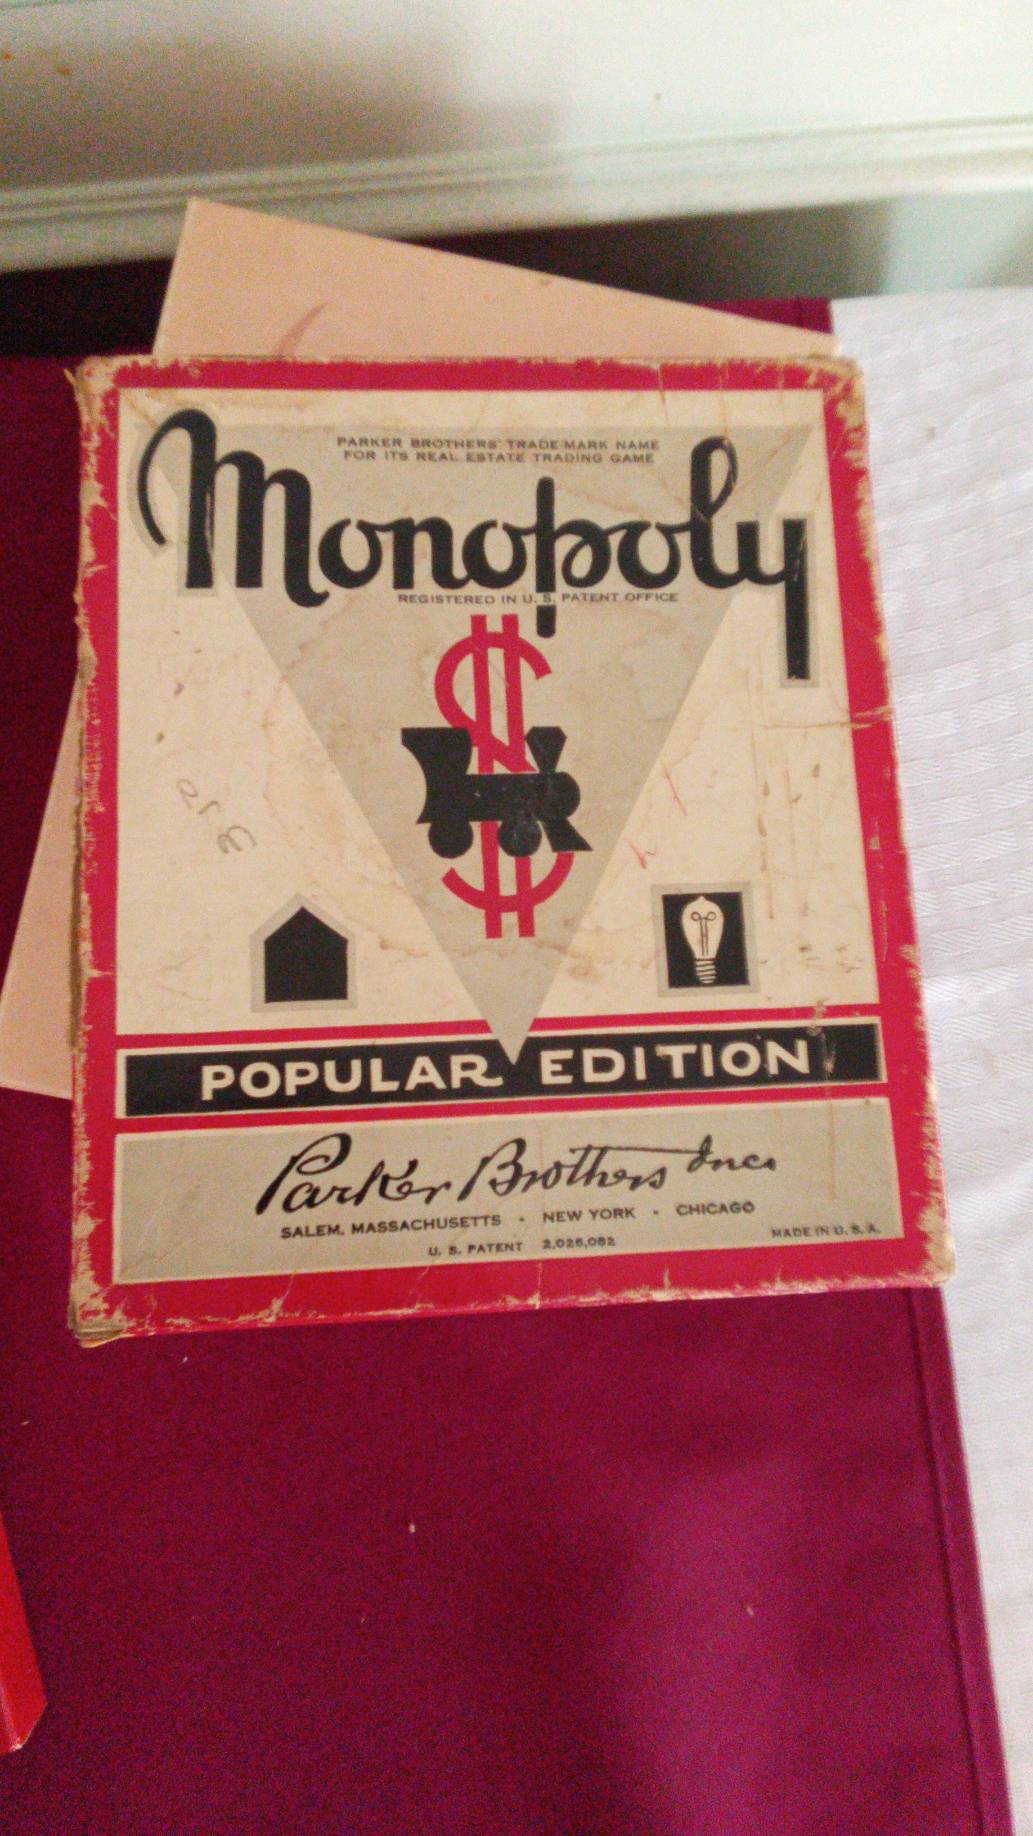 PARKER BROTHERS' TRADE MARK NAME
FOR ITS REAL ESTATE TRADING GAME
Monopoly
REGISTERED IN U. S. PATENT OFFICE
POPULAR EDITION
Parker Brothers Inc.
SALEM, MASSACHUSETTS · NEW YORK · CHICAGO
U. S. PATENT 2,026,082
MADE IN U. S. A.